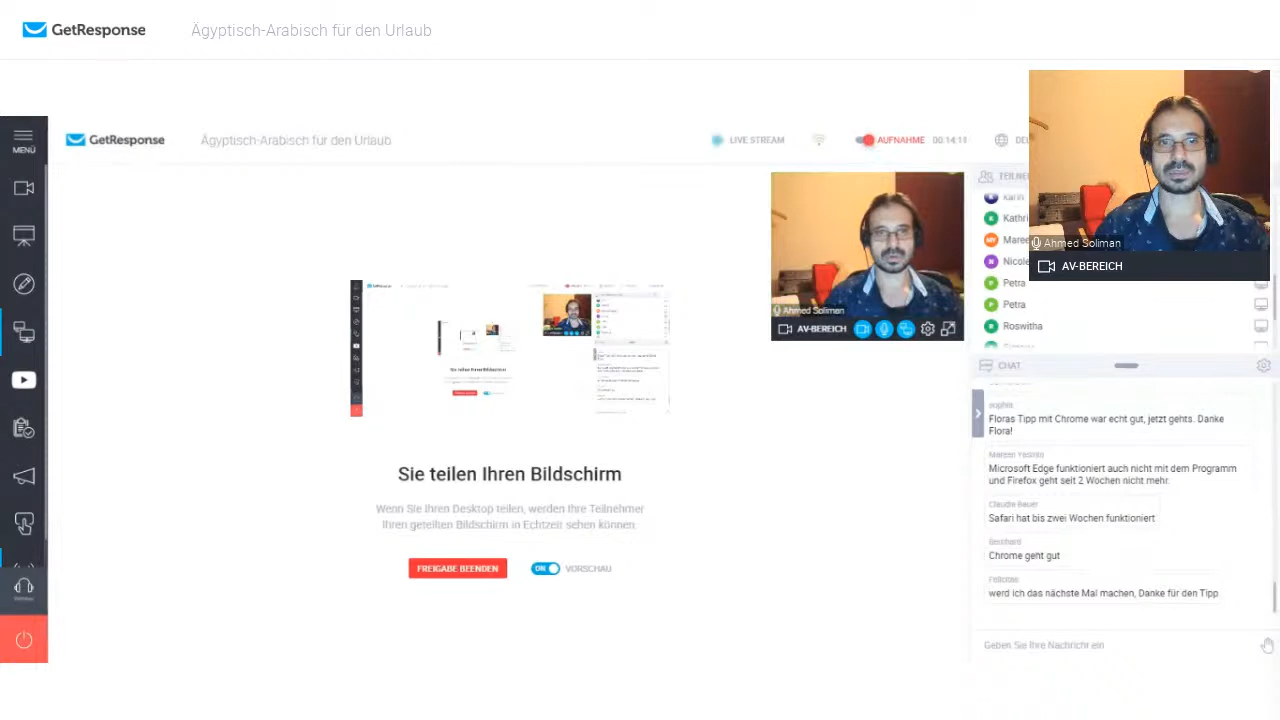 GetResponse
Ägyptisch-Arabisch für den Urlaub
MENÜ
GetResponse
Ägyptisch-Arabisch für den Urlaub
LIVE STREAM
AUFNAHME
00:14:11
Ahmed Soliman
AV-BEREICH
Ahmed Soliman
AV-BEREICH
Karin
Kathri
Maree
Nicole
Petra
Petra
Roswitha
CHAT
Floras Tipp mit Chrome war echt gut, jetzt gehts. Danke
Flora!
Microsoft Edge funktioniert auch nicht mit dem Programm
und Firefox geht seit 2 Wochen nicht mehr.
Claudia Bauer
Safari hat bis zwei Wochen funktioniert
Bernhard
Chrome geht gut
Felicitas
werd ich das nächste Mal machen, Danke für den Tipp
Geben Sie Ihre Nachricht ein
Sie teilen Ihren Bildschirm
Wenn Sie Ihren Desktop teilen, werden Ihre Teilnehmer
Ihren geteilten Bildschirm in Echtzeit sehen können.
FREIGABE BEENDEN
ON
VORSCHAU